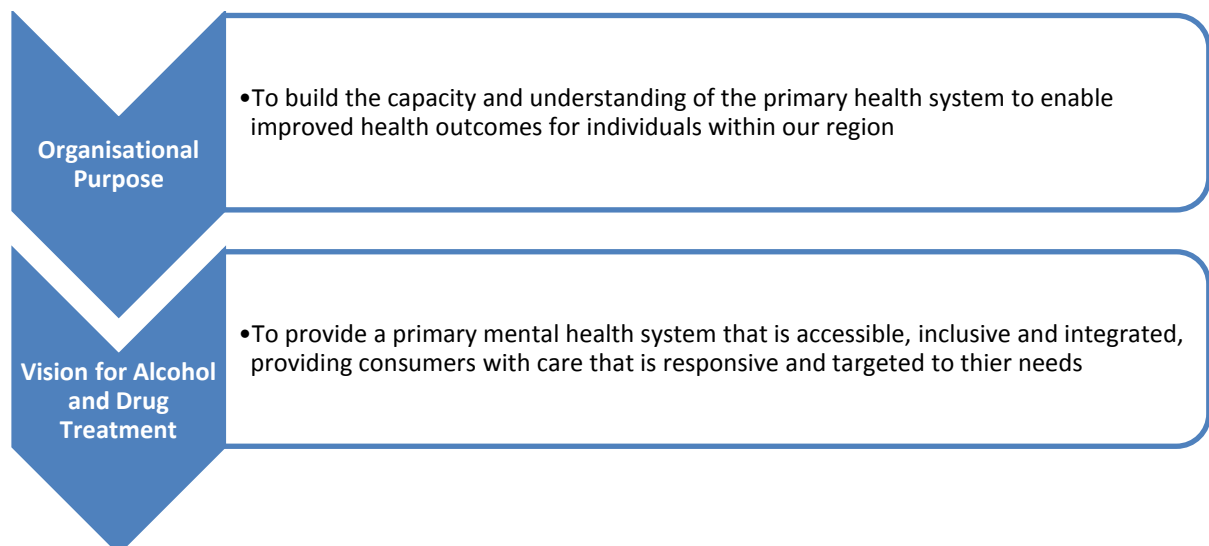 Organisational
Purpose
•To build the capacity and understanding of the primary health system to enable
improved health outcomes for individuals within our region
Vision for Alcohol
and Drug
Treatment
•To provide a primary mental health system that is accessible, inclusive and integrated,
providing consumers with care that is responsive and targeted to thier needs